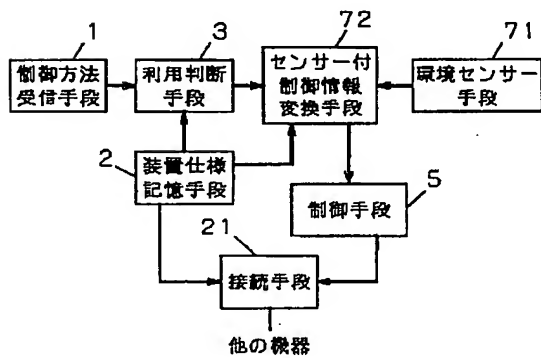 1
制御方法
受信手段
3
利用判断
手段
72
センサー付
制御情報
変換手段
71
環境センサー
手段
2
装置仕様
記憶手段
5
制御手段
21
接続手段
他の機器